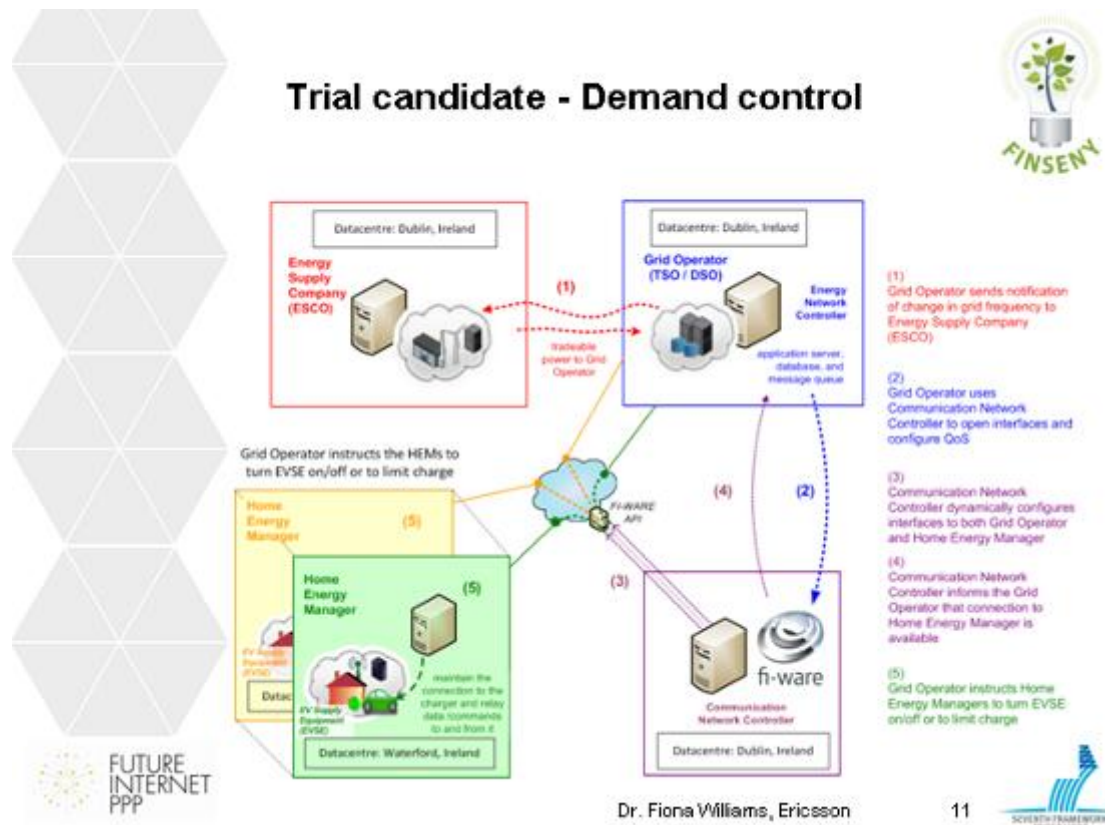 Trial candidate - Demand control
FINSENY
Datacentre: Dublin, Ireland
Energy
Supply
Company
(ESCO)
(1)
tradeable
power to Grid
Operator
Datacentre: Dublin, Ireland
Grid Operator
(TSO / DSO)
Energy
Network
Controller
application server,
database, and
message queue
(1)
Grid Operator sends notification
of change in grid frequency to
Energy Supply Company
(ESCO)
(2)
Grid Operator uses
Communication Network
Controller to open interfaces and
configure QoS
(3)
Communication Network
Controller dynamically configures
interfaces to both Grid Operator
and Home Energy Manager
(4)
Communication Network
Controller informs the Grid
Operator that connection to
Home Energy Manager is
available
(5)
Grid Operator instructs Home
Energy Managers to turn EVSE
on/off or to limit charge
Grid Operator instructs the HEMs to
turn EVSE on/off or to limit charge
Home
Energy
Manager
(5)
Home
Energy
Manager
(5)
maintain the
connection to the
charger and relay
data /commands
to and from it
EV Supply
Equipment
(EVSE)
Datacentre: Waterford, Ireland
FI-WARE
API
(4)
(2)
(3)
fi-ware
Communication
Network Controller
Datacentre: Dublin, Ireland
FUTURE
INTERNET
PPP
Dr. Fiona Williams, Ericsson
11
SEVENTH FRAMEWORK